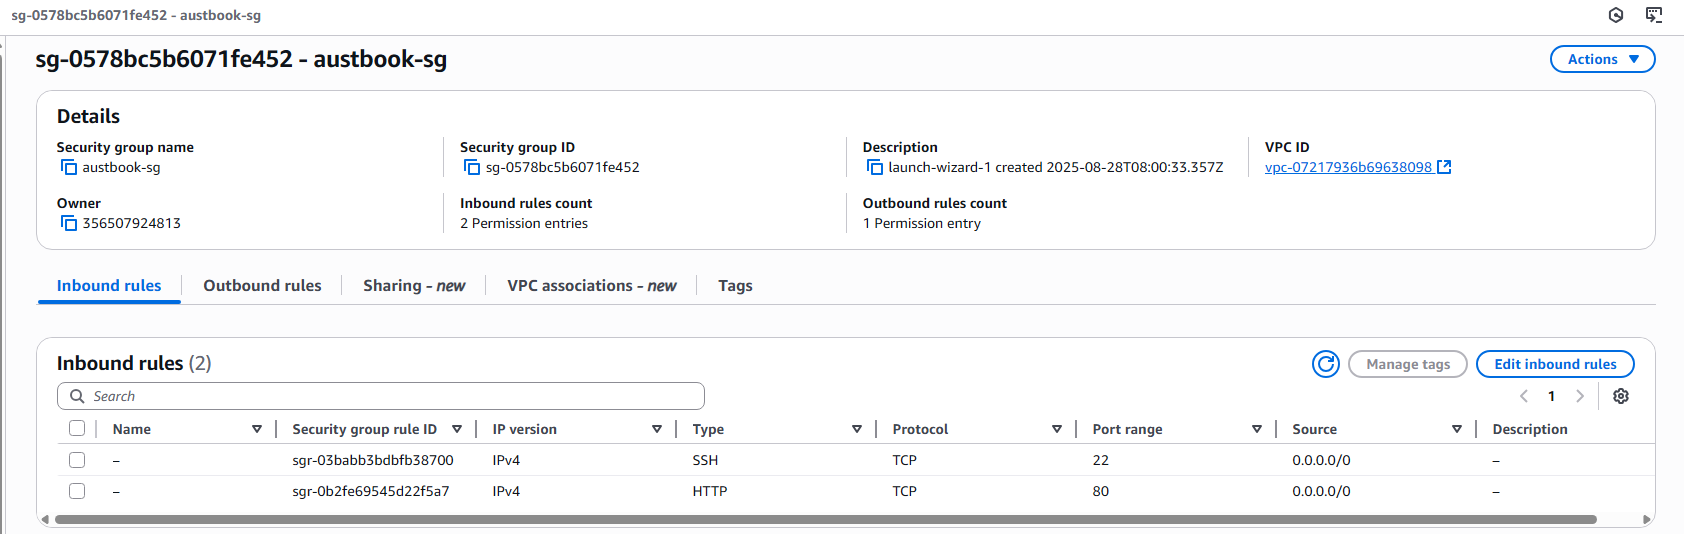 sg-0578bc5b6071fe452 - austbook-sg
sg-0578bc5b6071fe452 - austbook-sg
Actions
Details
Security group name
austbook-sg
Security group ID
sg-0578bc5b6071fe452
Description
launch-wizard-1 created 2025-08-28T08:00:33.357Z
VPC ID
vpc-07217936b69638098
Owner
356507924813
Inbound rules count
2 Permission entries
Outbound rules count
1 Permission entry
Inbound rules
Outbound rules
Sharing - new
VPC associations - new
Tags
Inbound rules (2)
Manage tags
Edit inbound rules
Search
1
Name Security group rule ID IP version Type Protocol Port range Source Description
– sgr-03babb3bdbfb38700 IPv4 SSH TCP 22 0.0.0.0/0 –
– sgr-0b2fe69545d22f5a7 IPv4 HTTP TCP 80 0.0.0.0/0 –